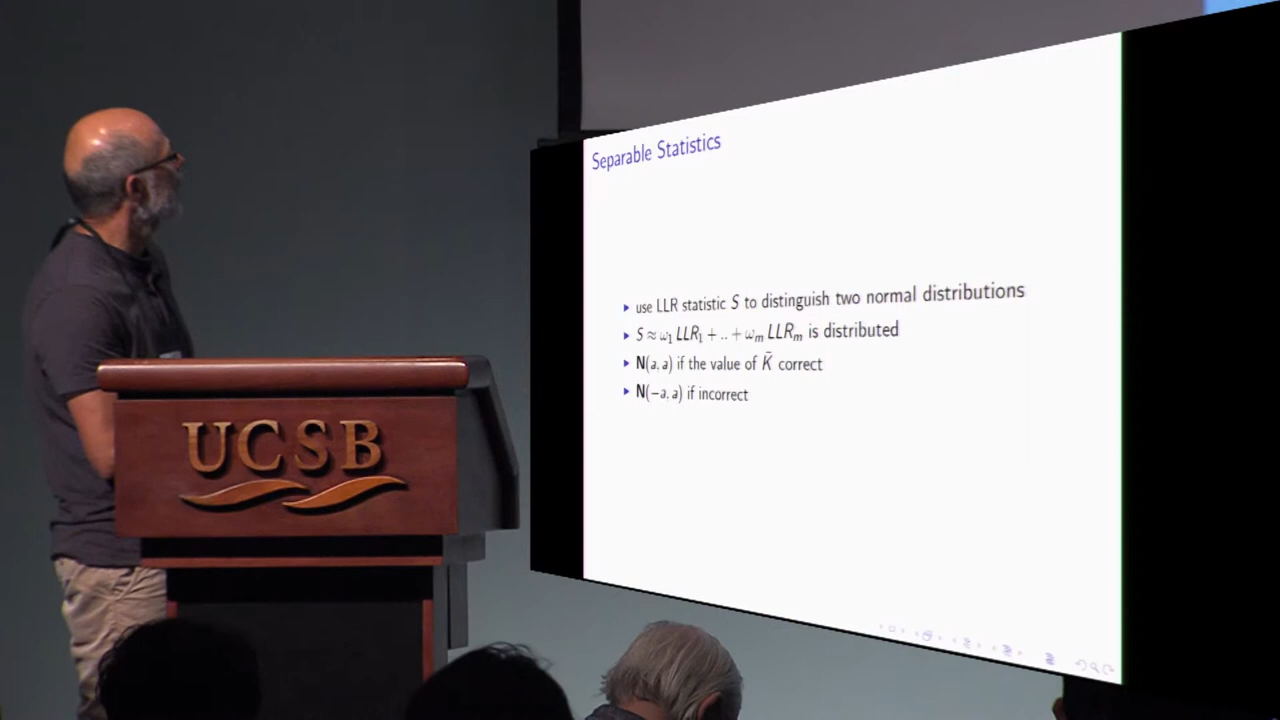 Separable Statistics
use LLR statistic S to distinguish two normal distributions
S ≈ ω₁ LLR₁ + .. + ωₘ LLRₘ is distributed
N(a, a) if the value of K̄ correct
N(−a, a) if incorrect
UCSB